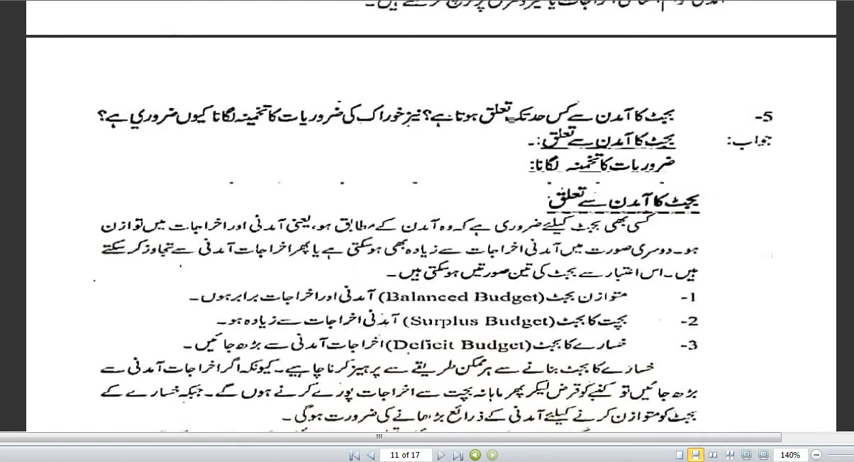 5- بجٹ کا آمدن سے کس حد تک تعلق ہوتا ہے؟ نیز خوراک کی ضروریات کا تخمینہ لگانا کیوں ضروری ہے؟
جواب: بجٹ کا آمدن سے تعلق:۔
ضروریات کا تخمینہ لگانا:
بجٹ کا آمدن سے تعلق
کسی بھی بجٹ کیلئے ضروری ہے کہ وہ آمدن کے مطابق ہو، یعنی آمدنی اور اخراجات میں توازن
ہو۔ دوسری صورت میں آمدنی اخراجات سے زیادہ بھی ہو سکتی ہے یا پھر اخراجات آمدنی سے تجاوز کر سکتے
ہیں۔ اس اعتبار سے بجٹ کی تین صورتیں ہو سکتی ہیں۔
1- متوازن بجٹ (Balanced Budget) آمدنی اور اخراجات برابر ہوں۔
2- بچت کا بجٹ (Surplus Budget) آمدنی اخراجات سے زیادہ ہو۔
3- خسارے کا بجٹ (Deficit Budget) اخراجات آمدنی سے بڑھ جائیں۔
خسارے کا بجٹ بنانے سے ہر ممکن طریقے سے پرہیز کرنا چاہیے۔ کیونکہ اگر اخراجات آمدنی سے
بڑھ جائیں تو کنبے کو قرض لیکر پھر ماہانہ بچت سے اخراجات پورے کرنے ہوں گے۔ جبکہ خسارے کے
بجٹ کو متوازن کرنے کیلئے آمدنی کے ذرائع بڑھانے کی ضرورت ہوگی۔
11 of 17 140%